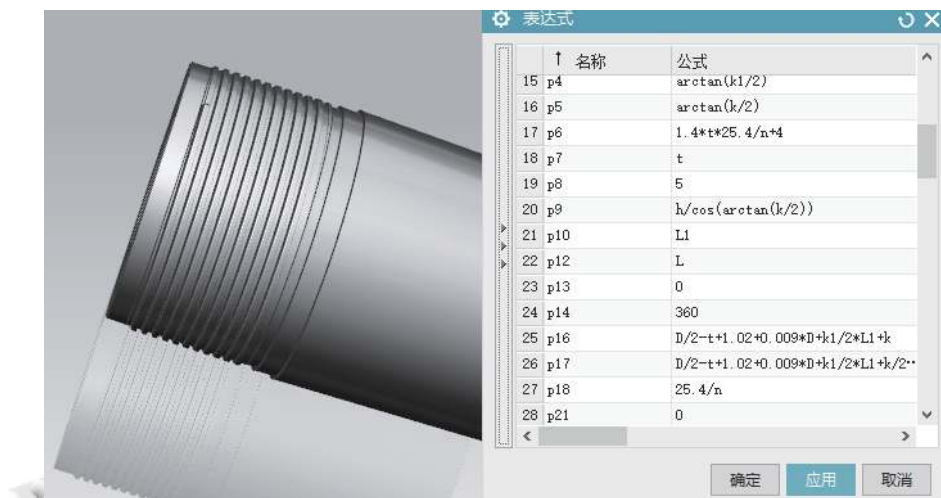 表达式
↑ 名称 公式
15 p4 arctan(k1/2)
16 p5 arctan(k/2)
17 p6 1.4*t*25.4/n+4
18 p7 t
19 p8 5
20 p9 h/cos(arctan(k/2))
21 p10 L1
22 p12 L
23 p13 0
24 p14 360
25 p16 D/2-t+1.02+0.009*D+k1/2*L1+k
26 p17 D/2-t+1.02+0.009*D+k1/2*L1+k/2··
27 p18 25.4/n
28 p21 0
确定 应用 取消